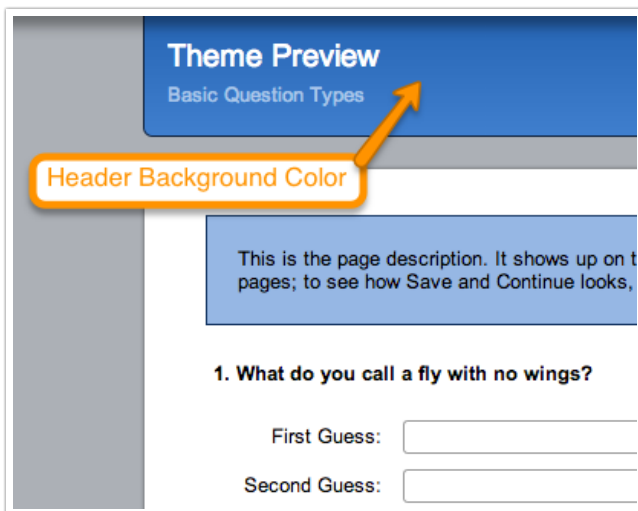 Theme Preview
Basic Question Types
Header Background Color
This is the page description. It shows up on
pages; to see how Save and Continue looks,
1. What do you call a fly with no wings?
First Guess:
Second Guess: